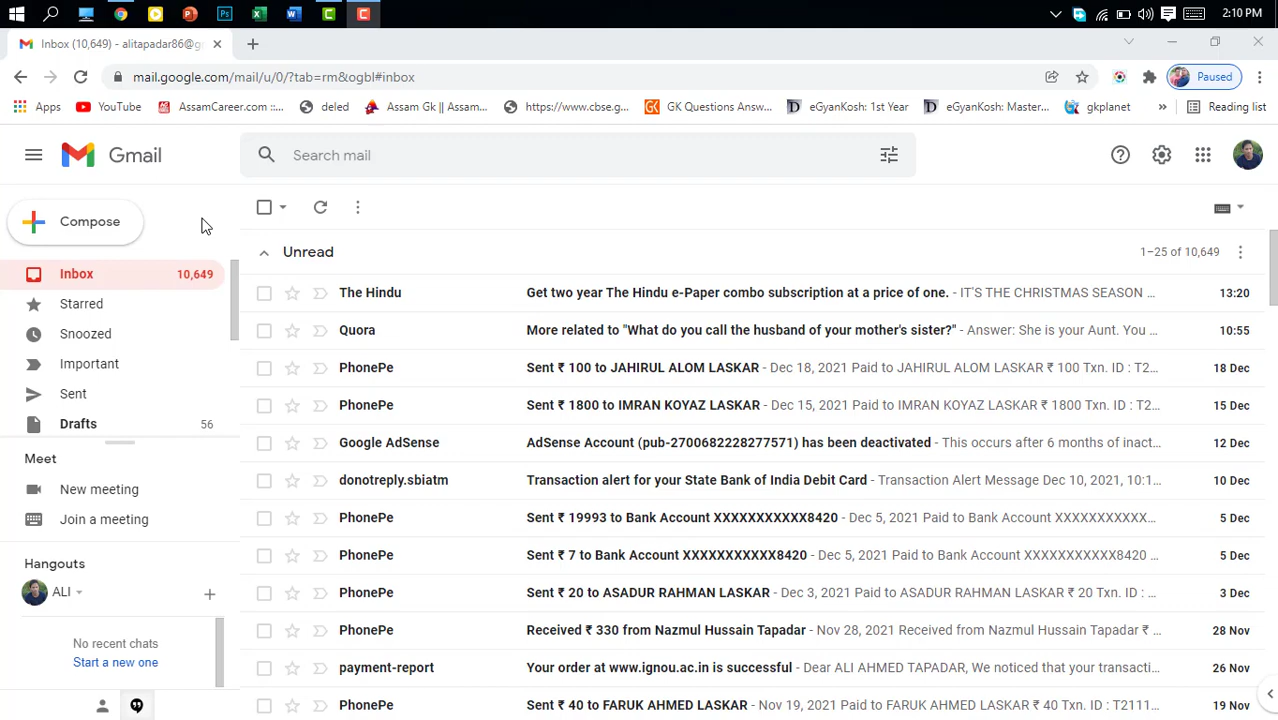 2:10 PM
Inbox (10,649) - alitapadar86@g
mail.google.com/mail/u/0/?tab=rm&ogbl#inbox
Paused
Apps
YouTube
AssamCareer.com ::...
deled
Assam Gk || Assam...
https://www.cbse.g...
GK Questions Answ...
eGyanKosh: 1st Year
eGyanKosh: Master...
gkplanet
»
Reading list
Gmail
Search mail
Compose
Unread
1–25 of 10,649
Inbox 10,649
Starred
Snoozed
Important
Sent
Drafts 56
Meet
New meeting
Join a meeting
Hangouts
ALI
No recent chats
Start a new one
The Hindu Get two year The Hindu e-Paper combo subscription at a price of one. - IT'S THE CHRISTMAS SEASON ... 13:20
Quora More related to "What do you call the husband of your mother's sister?" - Answer: She is your Aunt. You ... 10:55
PhonePe Sent ₹ 100 to JAHIRUL ALOM LASKAR - Dec 18, 2021 Paid to JAHIRUL ALOM LASKAR ₹ 100 Txn. ID : T2... 18 Dec
PhonePe Sent ₹ 1800 to IMRAN KOYAZ LASKAR - Dec 15, 2021 Paid to IMRAN KOYAZ LASKAR ₹ 1800 Txn. ID : T... 15 Dec
Google AdSense AdSense Account (pub-2700682228277571) has been deactivated - This occurs after 6 months of inact... 12 Dec
donotreply.sbiatm Transaction alert for your State Bank of India Debit Card - Transaction Alert Message Dec 10, 2021, 10:1... 10 Dec
PhonePe Sent ₹ 19993 to Bank Account XXXXXXXXXXX8420 - Dec 5, 2021 Paid to Bank Account XXXXXXXXXX... 5 Dec
PhonePe Sent ₹ 7 to Bank Account XXXXXXXXXXX8420 - Dec 5, 2021 Paid to Bank Account XXXXXXXXXXX8420 ... 5 Dec
PhonePe Sent ₹ 20 to ASADUR RAHMAN LASKAR - Dec 3, 2021 Paid to ASADUR RAHMAN LASKAR ₹ 20 Txn. ID : ... 3 Dec
PhonePe Received ₹ 330 from Nazmul Hussain Tapadar - Nov 28, 2021 Received from Nazmul Hussain Tapadar ₹ ... 28 Nov
payment-report Your order at www.ignou.ac.in is successful - Dear ALI AHMED TAPADAR, We noticed that your transacti... 26 Nov
PhonePe Sent ₹ 40 to FARUK AHMED LASKAR - Nov 19, 2021 Paid to FARUK AHMED LASKAR ₹ 40 Txn. ID : T2111... 19 Nov